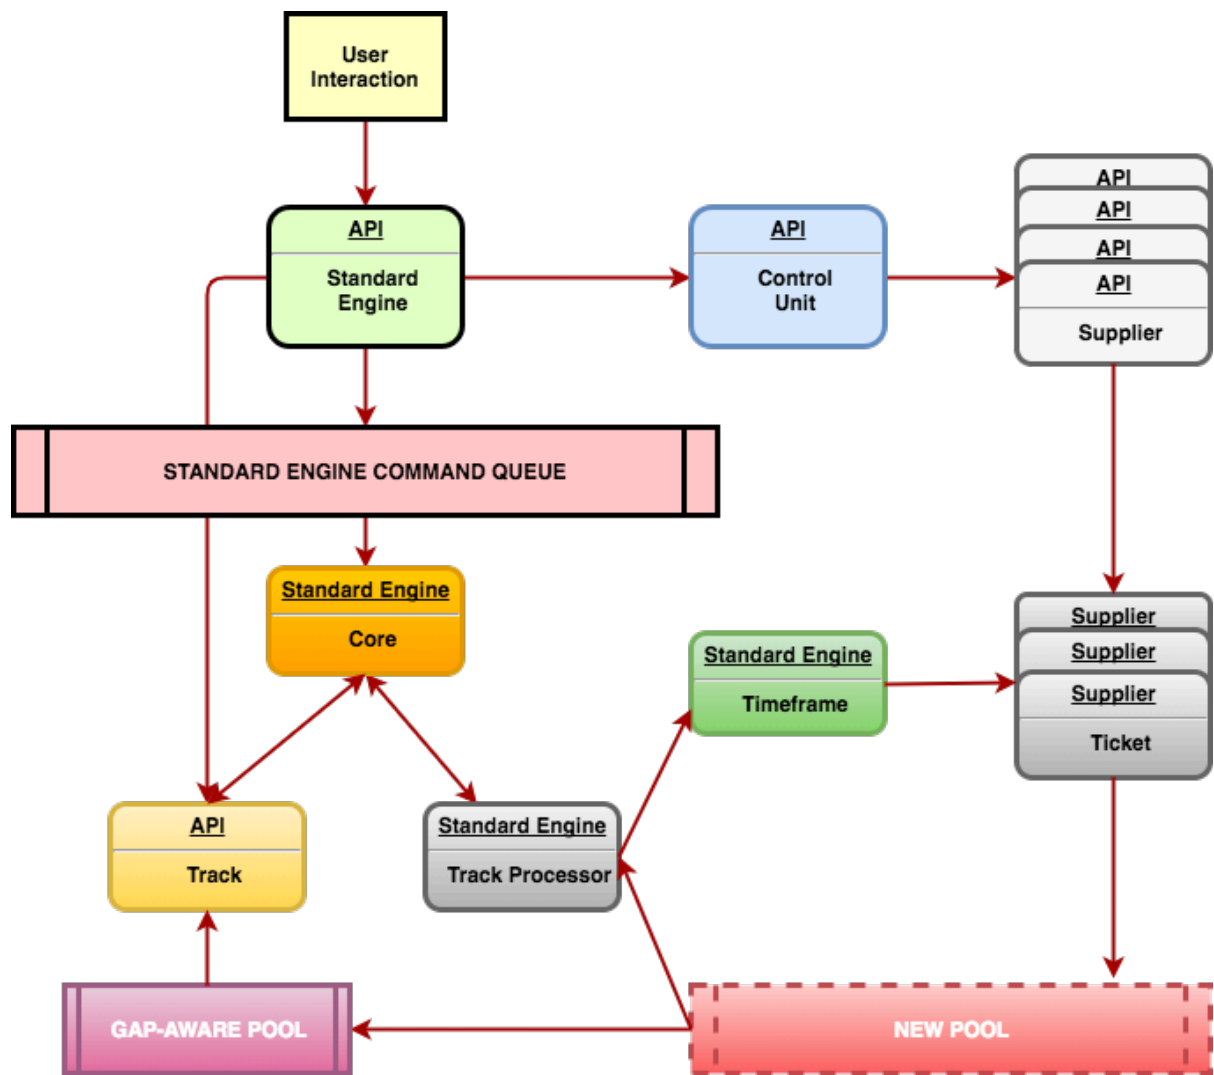 User
Interaction
API
Standard
Engine
API
Control
Unit
API
API
API
API
Supplier
STANDARD ENGINE COMMAND QUEUE
Standard Engine
Core
Standard Engine
Timeframe
Supplier
Supplier
Supplier
Ticket
API
Track
Standard Engine
Track Processor
GAP-AWARE POOL
NEW POOL